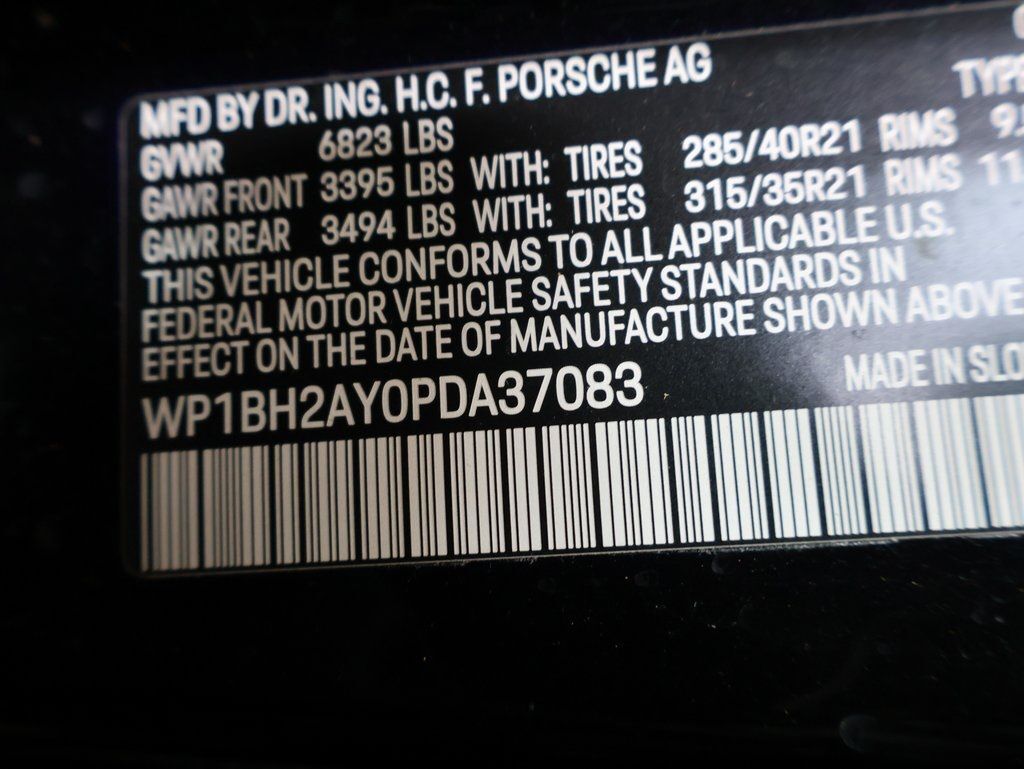 MFD BY DR. ING. H.C. F. PORSCHE AG
GVWR 6823 LBS
GAWR FRONT 3395 LBS WITH: TIRES 285/40R21 RIMS
GAWR REAR 3494 LBS WITH: TIRES 315/35R21 RIMS
THIS VEHICLE CONFORMS TO ALL APPLICABLE U.S.
FEDERAL MOTOR VEHICLE SAFETY STANDARDS IN
EFFECT ON THE DATE OF MANUFACTURE SHOWN ABOVE
WP1BH2AY0PDA37083
MADE IN